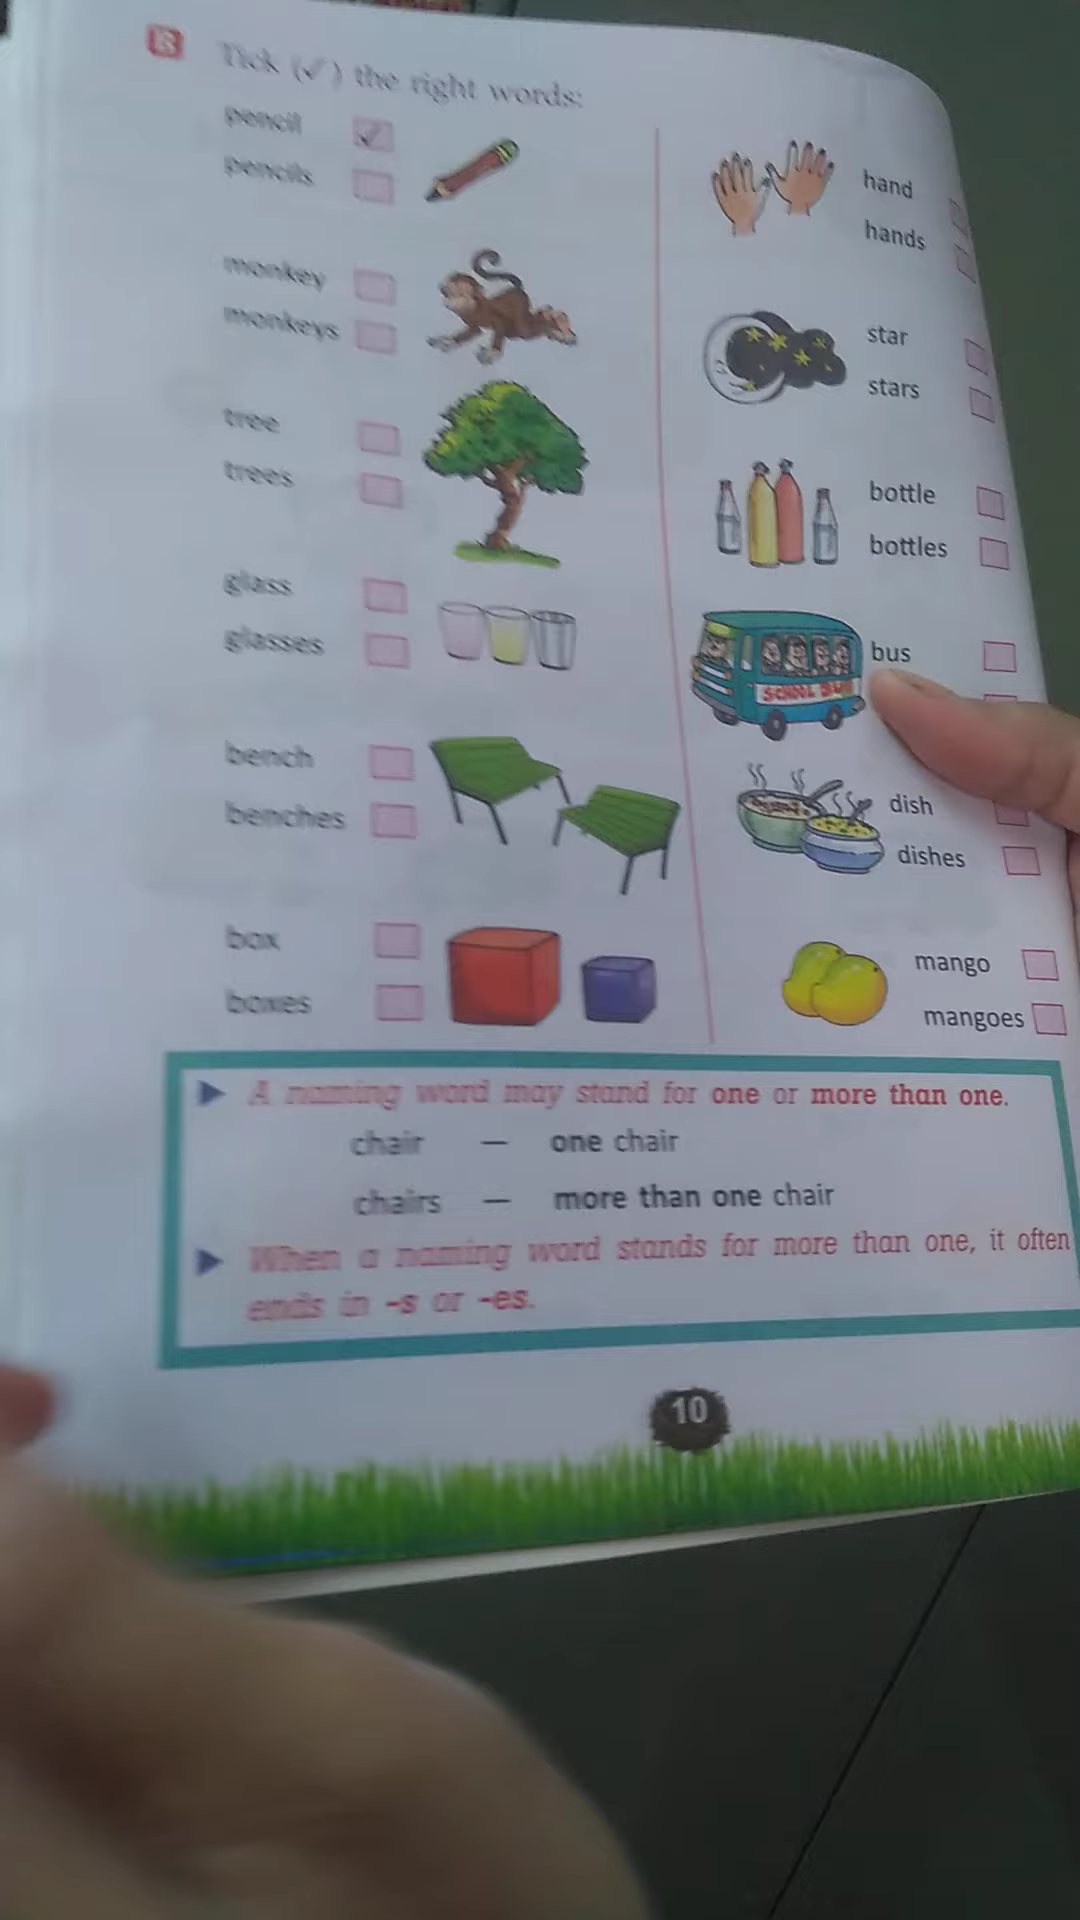 B Tick (✓) the right words:
pencil
pencils
monkey
monkeys
tree
trees
glass
glasses
bench
benches
box
boxes
hand
hands
star
stars
bottle
bottles
SCHOOL BUS
bus
dish
dishes
mango
mangoes
A naming word may stand for one or more than one.
chair — one chair
chairs — more than one chair
When a naming word stands for more than one, it often
ends in -s or -es.
10